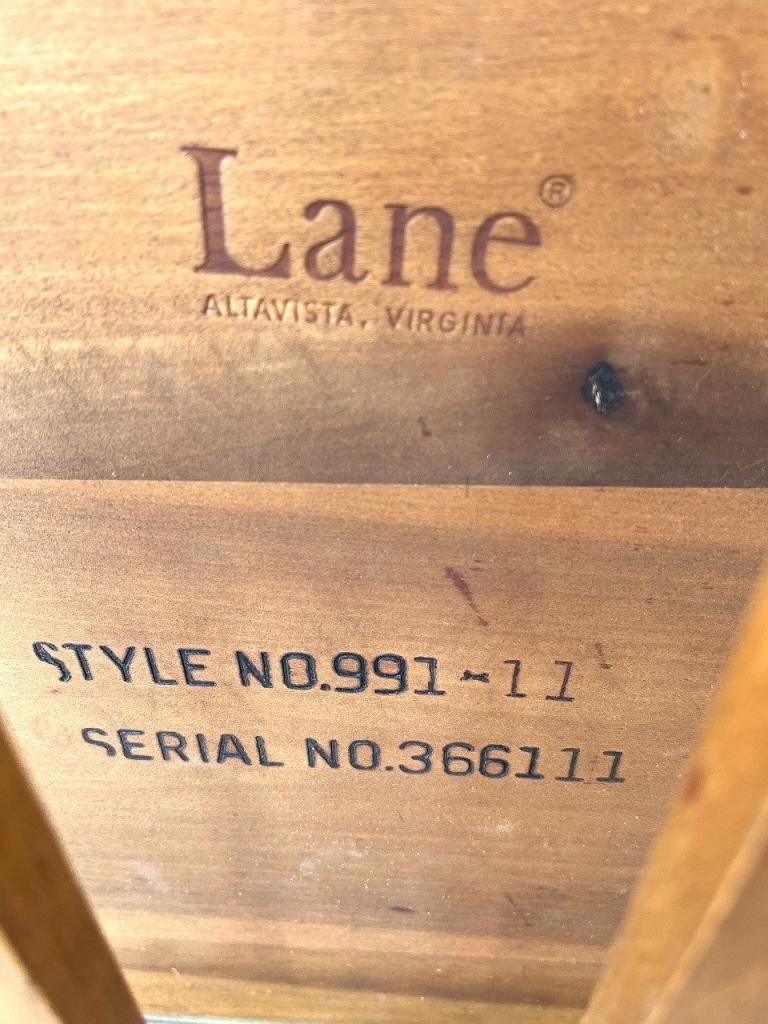 Lane®
ALTAVISTA, VIRGINIA
STYLE NO.991-11
SERIAL NO.366111